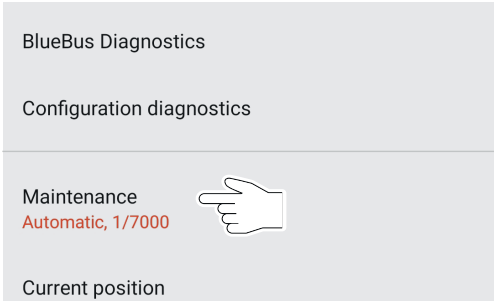 BlueBus Diagnostics
Configuration diagnostics
Maintenance
Automatic, 1/7000
Current position